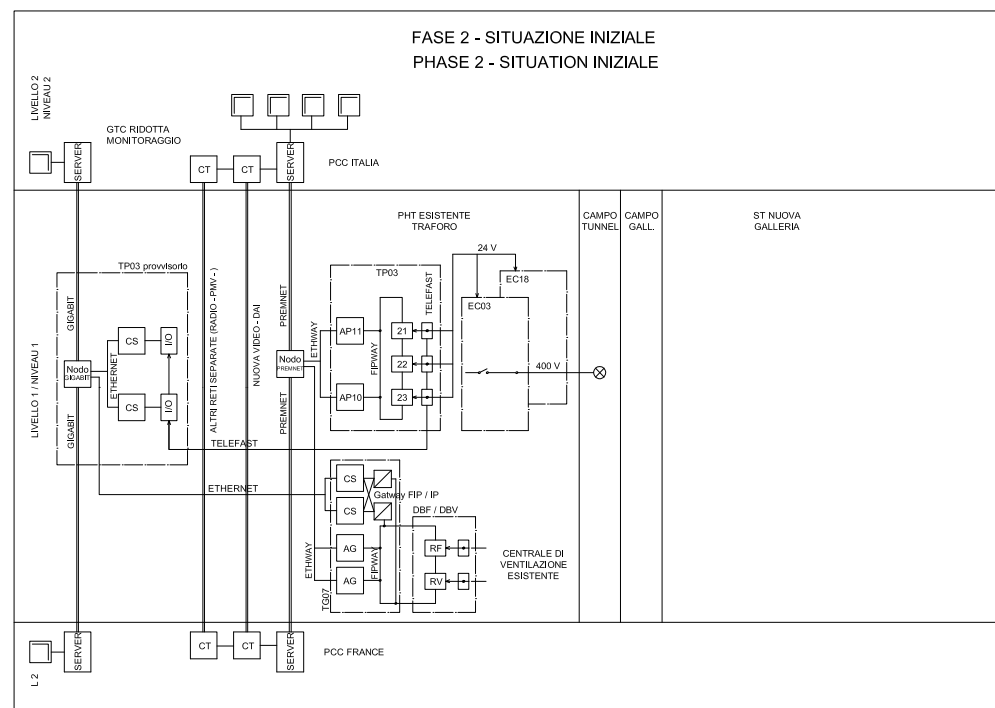 FASE 2 - SITUAZIONE INIZIALE
PHASE 2 - SITUATION INIZIALE
LIVELLO 2
NIVEAU 2
GTC RIDOTTA
MONITORAGGIO
SERVER
CT
CT
SERVER
PCC ITALIA
LIVELLO 1 / NIVEAU 1
PHT ESISTENTE
TRAFORO
CAMPO
TUNNEL
CAMPO
GALL.
ST NUOVA
GALLERIA
TP03 provvisorio
GIGABIT
Nodo
GIGABIT
GIGABIT
ETHERNET
CS
I/O
CS
I/O
ALTRI RETI SEPARATE (RADIO - PMV - )
NUOVA VIDEO - DAI
PREMNET
Nodo
PREMNET
PREMNET
ETHWAY
TP03
AP11
AP10
FIPWAY
21
22
23
TELEFAST
24 V
EC18
EC03
400 V
TELEFAST
ETHERNET
CS
CS
Gatway FIP / IP
ETHWAY
AG
AG
FIPWAY
TG07
DBF / DBV
RF
RV
CENTRALE DI
VENTILAZIONE
ESISTENTE
L 2
SERVER
CT
CT
SERVER
PCC FRANCE